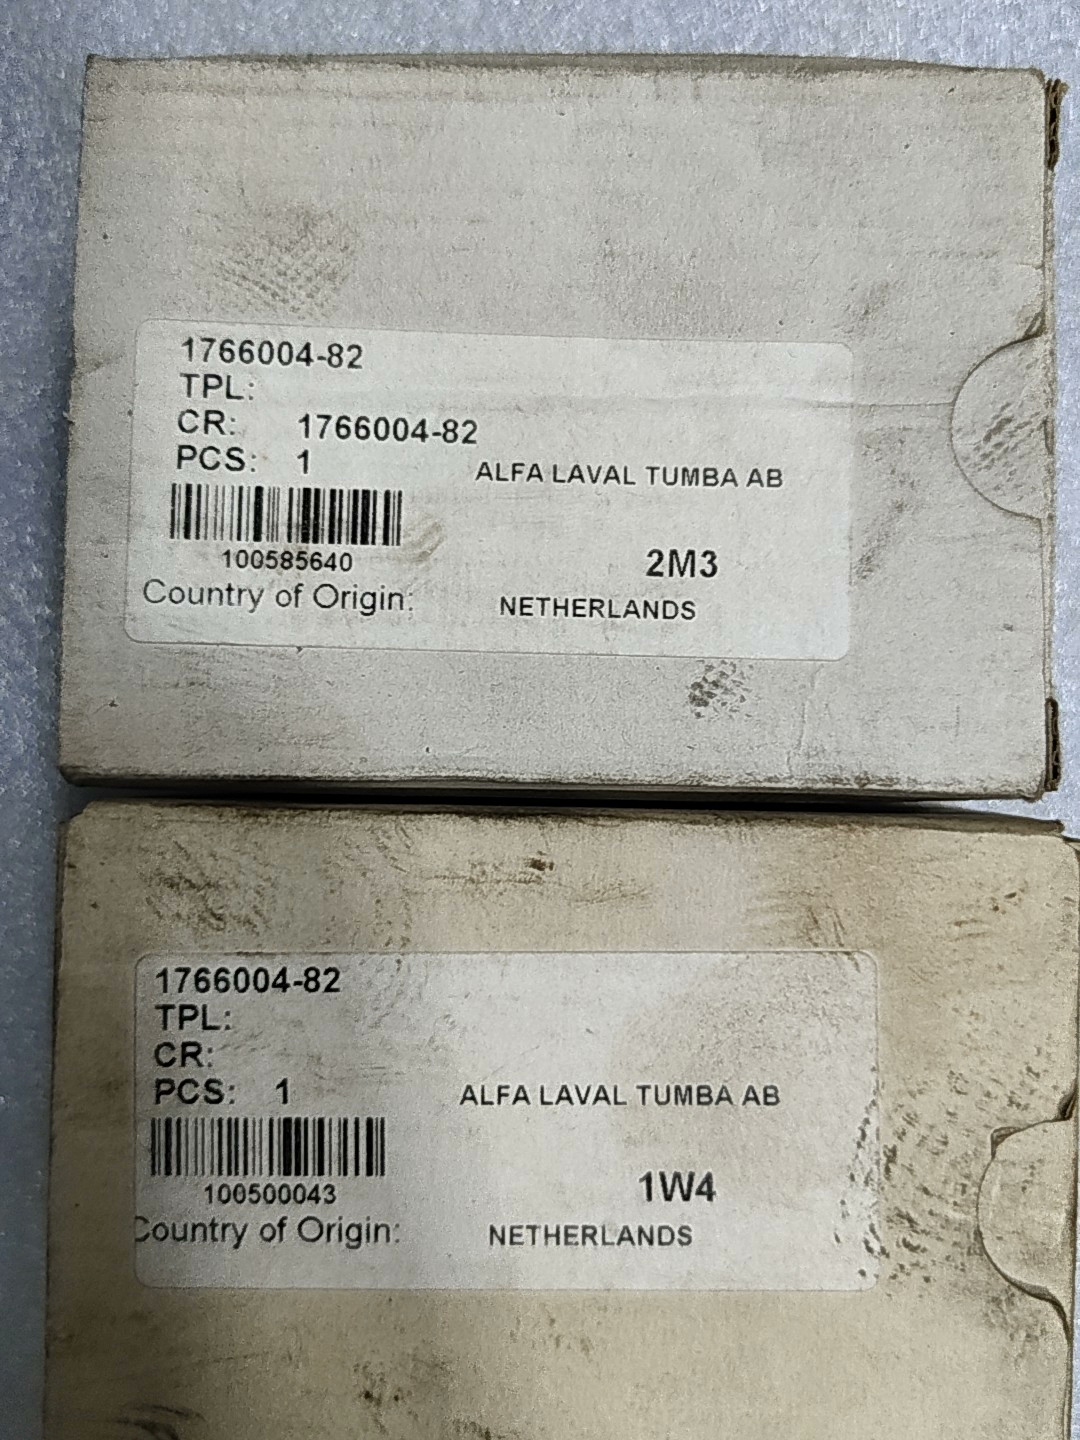 1766004-82
TPL:
CR: 1766004-82
PCS: 1
ALFA LAVAL TUMBA AB
100585640
2M3
Country of Origin: NETHERLANDS
1766004-82
TPL:
CR:
PCS: 1
ALFA LAVAL TUMBA AB
100500043
1W4
Country of Origin: NETHERLANDS